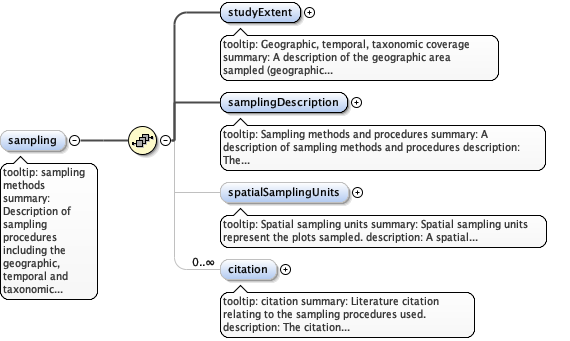 studyExtent
tooltip: Geographic, temporal, taxonomic coverage
summary: A description of the geographic area
sampled (geographic...
samplingDescription
tooltip: Sampling methods and procedures summary: A
description of sampling methods and procedures description:
The...
sampling
tooltip: sampling
methods
summary:
Description of
sampling
procedures
including the
geographic,
temporal and
taxonomic...
spatialSamplingUnits
tooltip: Spatial sampling units summary: Spatial sampling units
represent the plots sampled. description: A spatial...
0..∞
citation
tooltip: citation summary: Literature citation
relating to the sampling procedures used.
description: The citation...